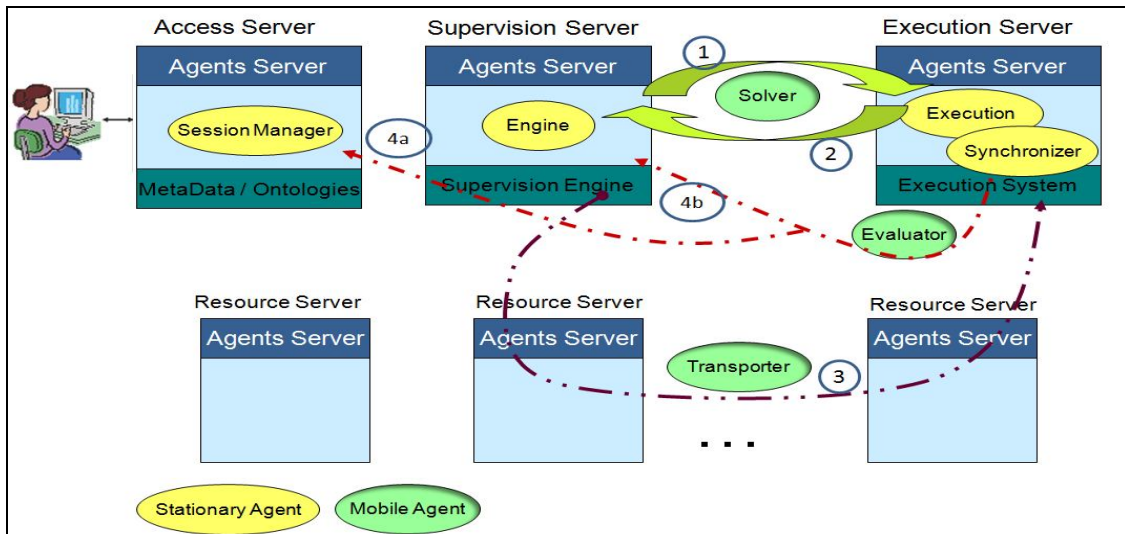 Access Server
Supervision Server
Execution Server
Agents Server
Agents Server
Agents Server
1
Solver
Session Manager
4a
Engine
Execution
2
Synchronizer
MetaData / Ontologies
Supervision Engine
4b
Execution System
Evaluator
Resource Server
Resource Server
Resource Server
Agents Server
Agents Server
Agents Server
Transporter
3
...
Stationary Agent
Mobile Agent